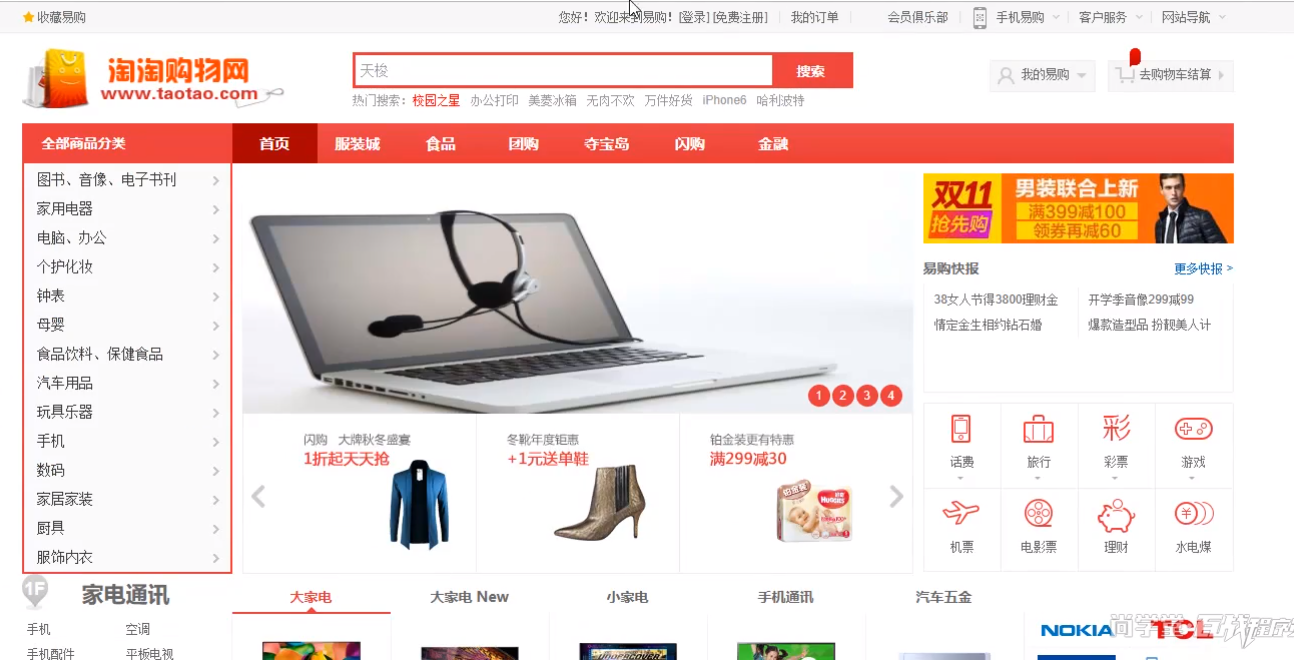 收藏易购
您好！欢迎来到易购！[登录] [免费注册]
我的订单
会员俱乐部
手机易购
客户服务
网站导航
淘淘购物网
www.taotao.com
天梭
搜索
热门搜索：校园之星 办公打印 美菱冰箱 无肉不欢 万件好货 iPhone6 哈利波特
我的易购
去购物车结算
全部商品分类
首页
服装城
食品
团购
夺宝岛
闪购
金融
图书、音像、电子书刊
家用电器
电脑、办公
个护化妆
钟表
母婴
食品饮料、保健食品
汽车用品
玩具乐器
手机
数码
家居家装
厨具
服饰内衣
1 2 3 4
闪购 大牌秋冬盛宴
1折起天天抢
冬靴年度钜惠
+1元送单鞋
铂金装更有特惠
满299减30
铂金装
HUGGIES
双11
抢先购
男装联合上新
满399减100
领券再减60
易购快报
更多快报 >
38女人节得3800理财金
开学季音像299减99
情定金生相约钻石婚
爆款造型品 扮靓美人计
话费
旅行
彩
彩票
游戏
机票
电影票
理财
水电煤
1F
家电通讯
大家电
大家电 New
小家电
手机通讯
汽车五金
手机
空调
手机配件
平板电视
UNDERCOVER
NOKIA
TCL
尚学堂